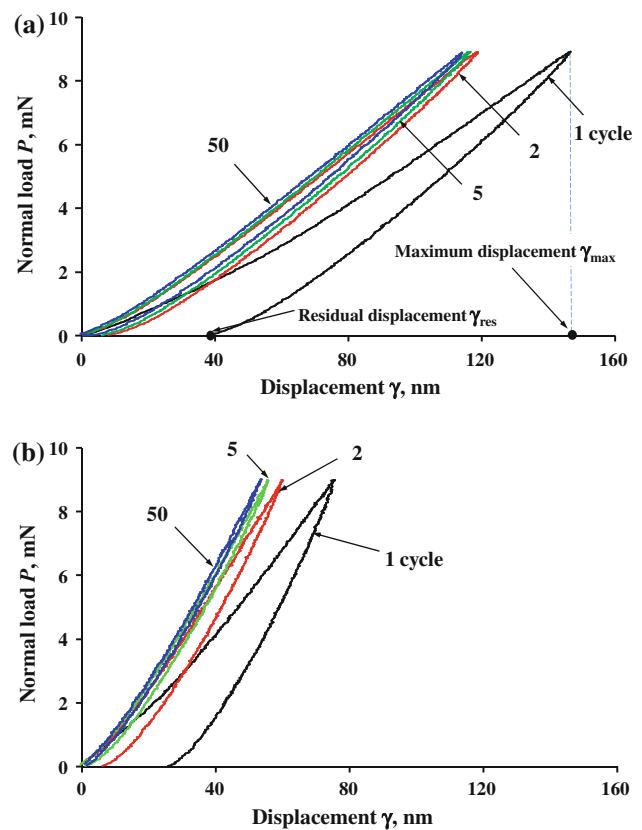 (a)
10
8
6
4
2
0
Normal load P, mN
50
2
5
1 cycle
Maximum displacement γmax
Residual displacement γres
0 40 80 120 160
Displacement γ, nm
(b)
10
8
6
4
2
0
Normal load P, mN
5
2
50
1 cycle
0 40 80 120 160
Displacement γ, nm